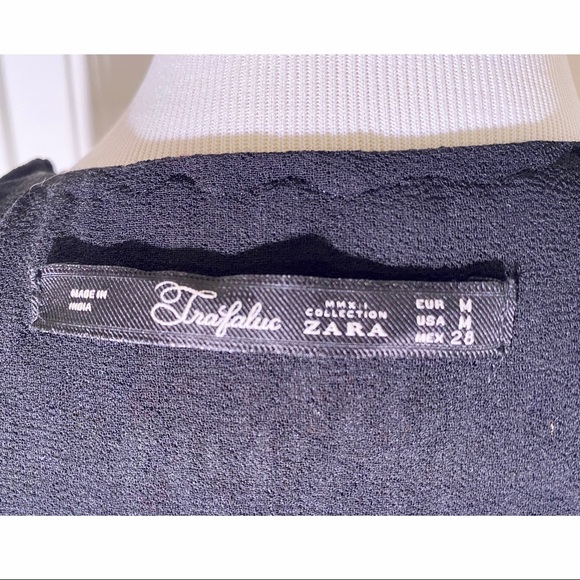 MADE IN
INDIA
Trafaluc
MMX-I
COLLECTION
ZARA
EUR M
USA M
MEX 28